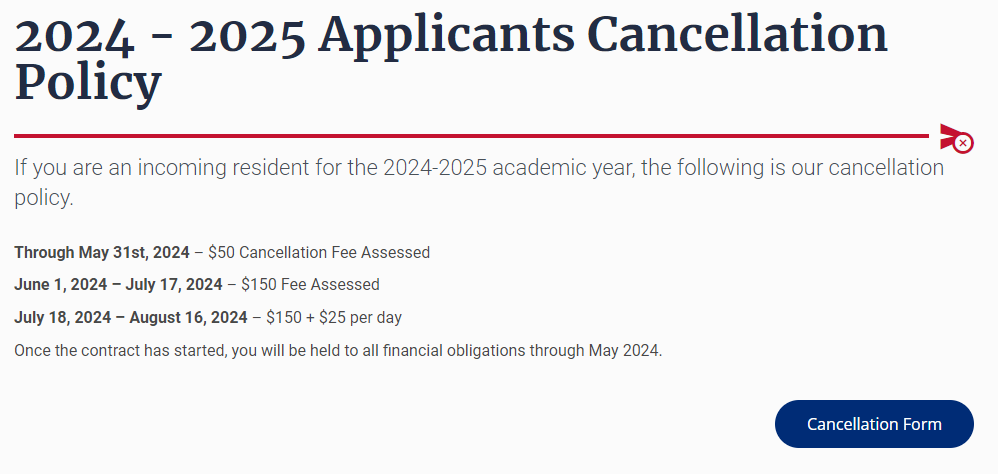 2024 - 2025 Applicants Cancellation
Policy
If you are an incoming resident for the 2024-2025 academic year, the following is our cancellation
policy.
Through May 31st, 2024 – $50 Cancellation Fee Assessed
June 1, 2024 – July 17, 2024 – $150 Fee Assessed
July 18, 2024 – August 16, 2024 – $150 + $25 per day
Once the contract has started, you will be held to all financial obligations through May 2024.
Cancellation Form